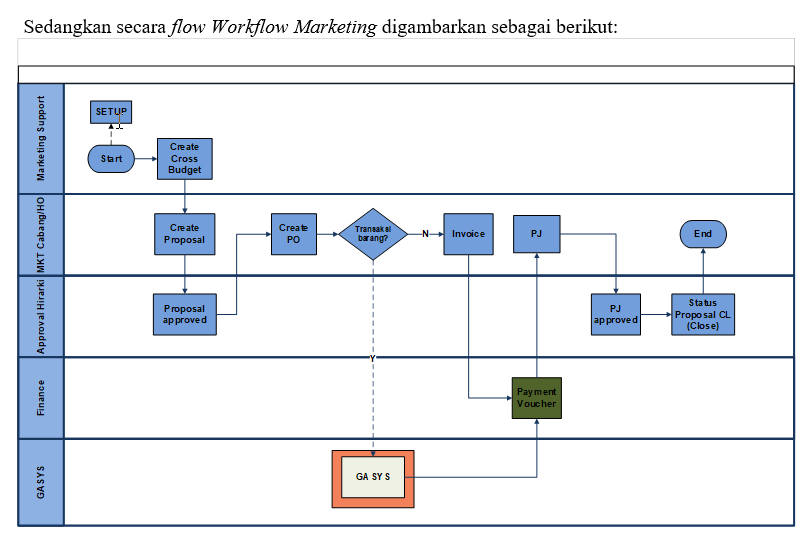 Sedangkan secara flow Workflow Marketing digambarkan sebagai berikut:
Marketing Support
SETUP
Start
Create
Cross
Budget
MKT Cabang/HO
Create
Proposal
Create
PO
Transaksi
barang?
N
Invoice
PJ
End
Approval Hirarki
Proposal
approved
PJ
approved
Status
Proposal CL
(Close)
Y
Finance
Payment
Voucher
GASYS
GASYS